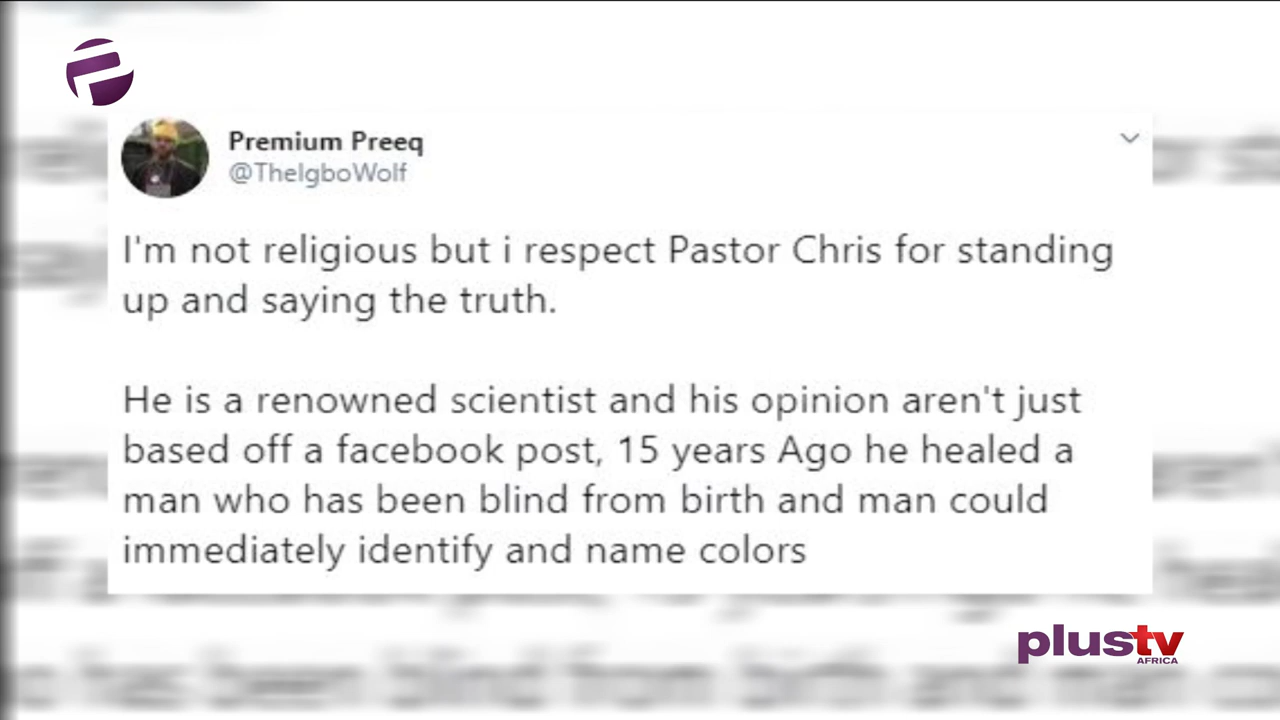 Premium Preeq
@TheIgboWolf
I'm not religious but i respect Pastor Chris for standing
up and saying the truth.
He is a renowned scientist and his opinion aren't just
based off a facebook post, 15 years Ago he healed a
man who has been blind from birth and man could
immediately identify and name colors
plustv
AFRICA